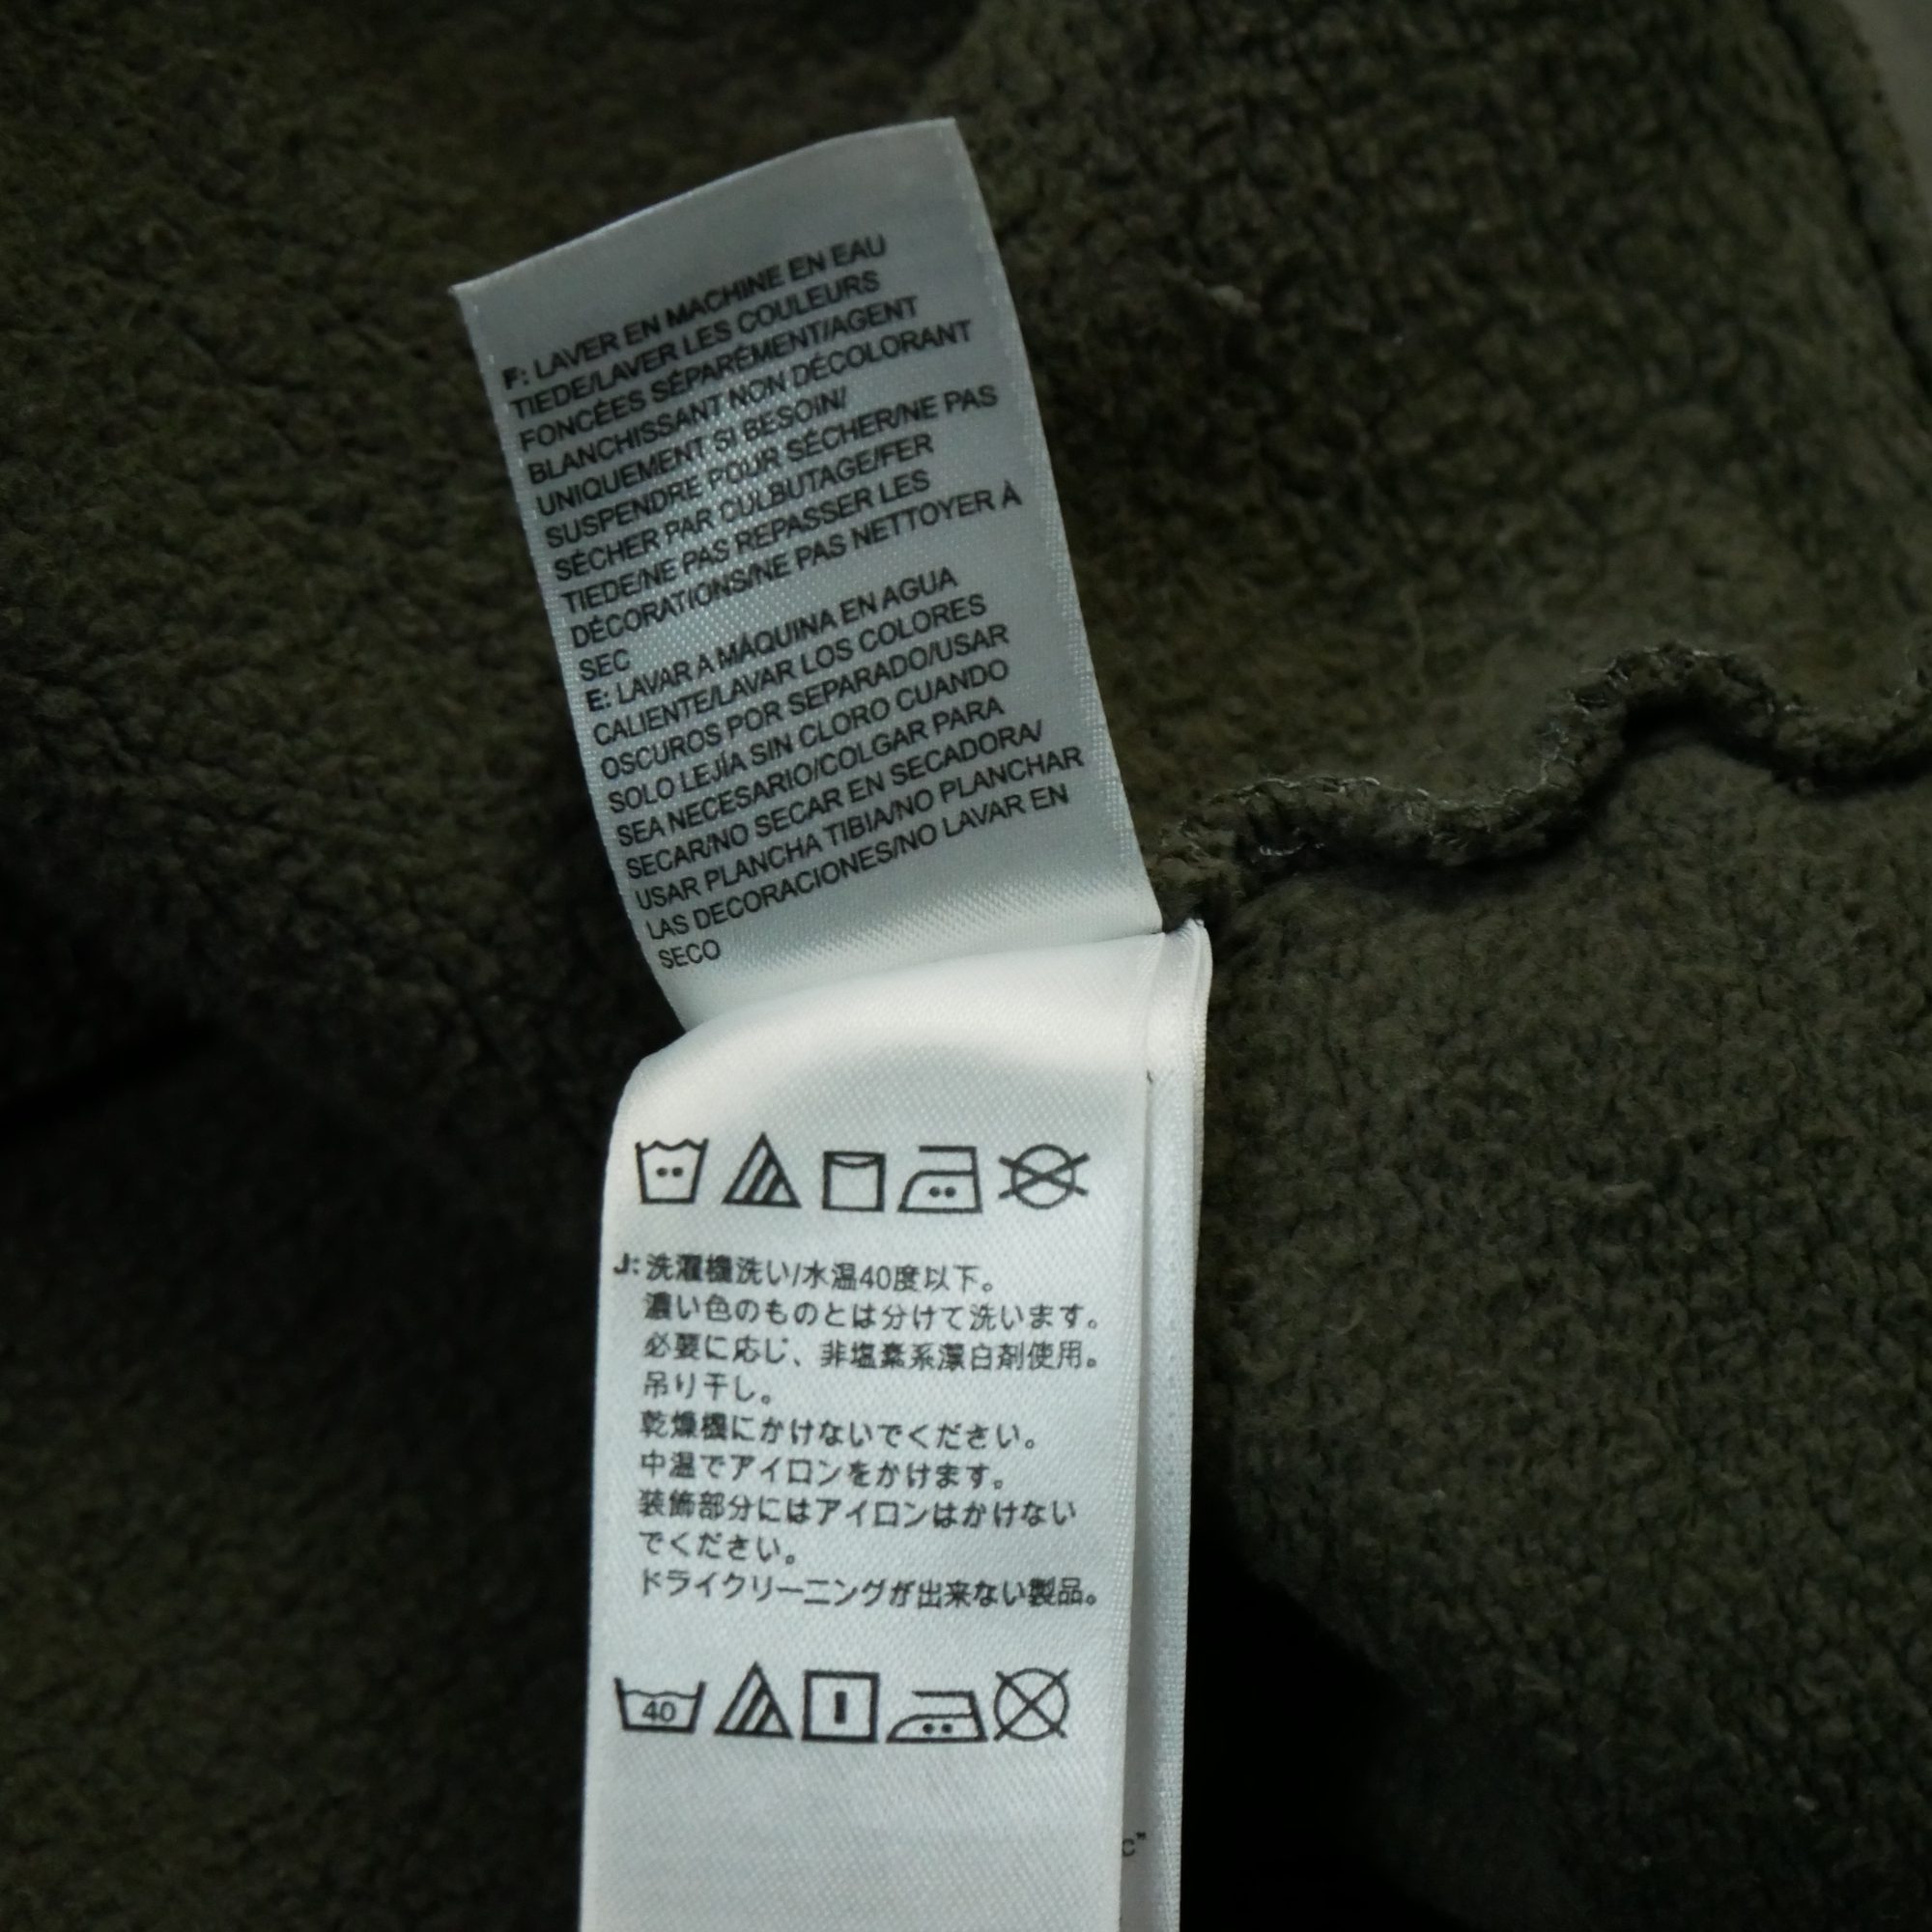 F: LAVER EN MACHINE EN EAU
TIEDE/LAVER LES COULEURS
FONCÉES SÉPARÉMENT/AGENT
BLANCHISSANT NON DÉCOLORANT
UNIQUEMENT SI BESOIN/
SUSPENDRE POUR SÉCHER/NE PAS
SÉCHER PAR CULBUTAGE/FER
TIEDE/NE PAS REPASSER LES
DÉCORATIONS/NE PAS NETTOYER À
SEC
E: LAVAR A MÁQUINA EN AGUA
CALIENTE/LAVAR LOS COLORES
OSCUROS POR SEPARADO/USAR
SOLO LEJÍA SIN CLORO CUANDO
SEA NECESARIO/COLGAR PARA
SECAR/NO SECAR EN SECADORA/
USAR PLANCHA TIBIA/NO PLANCHAR
LAS DECORACIONES/NO LAVAR EN
SECO
J: 洗濯機洗い/水温40度以下。
濃い色のものとは分けて洗います。
必要に応じ、非塩素系漂白剤使用。
吊り干し。
乾燥機にかけないでください。
中温でアイロンをかけます。
装飾部分にはアイロンはかけない
でください。
ドライクリーニングが出来ない製品。
40